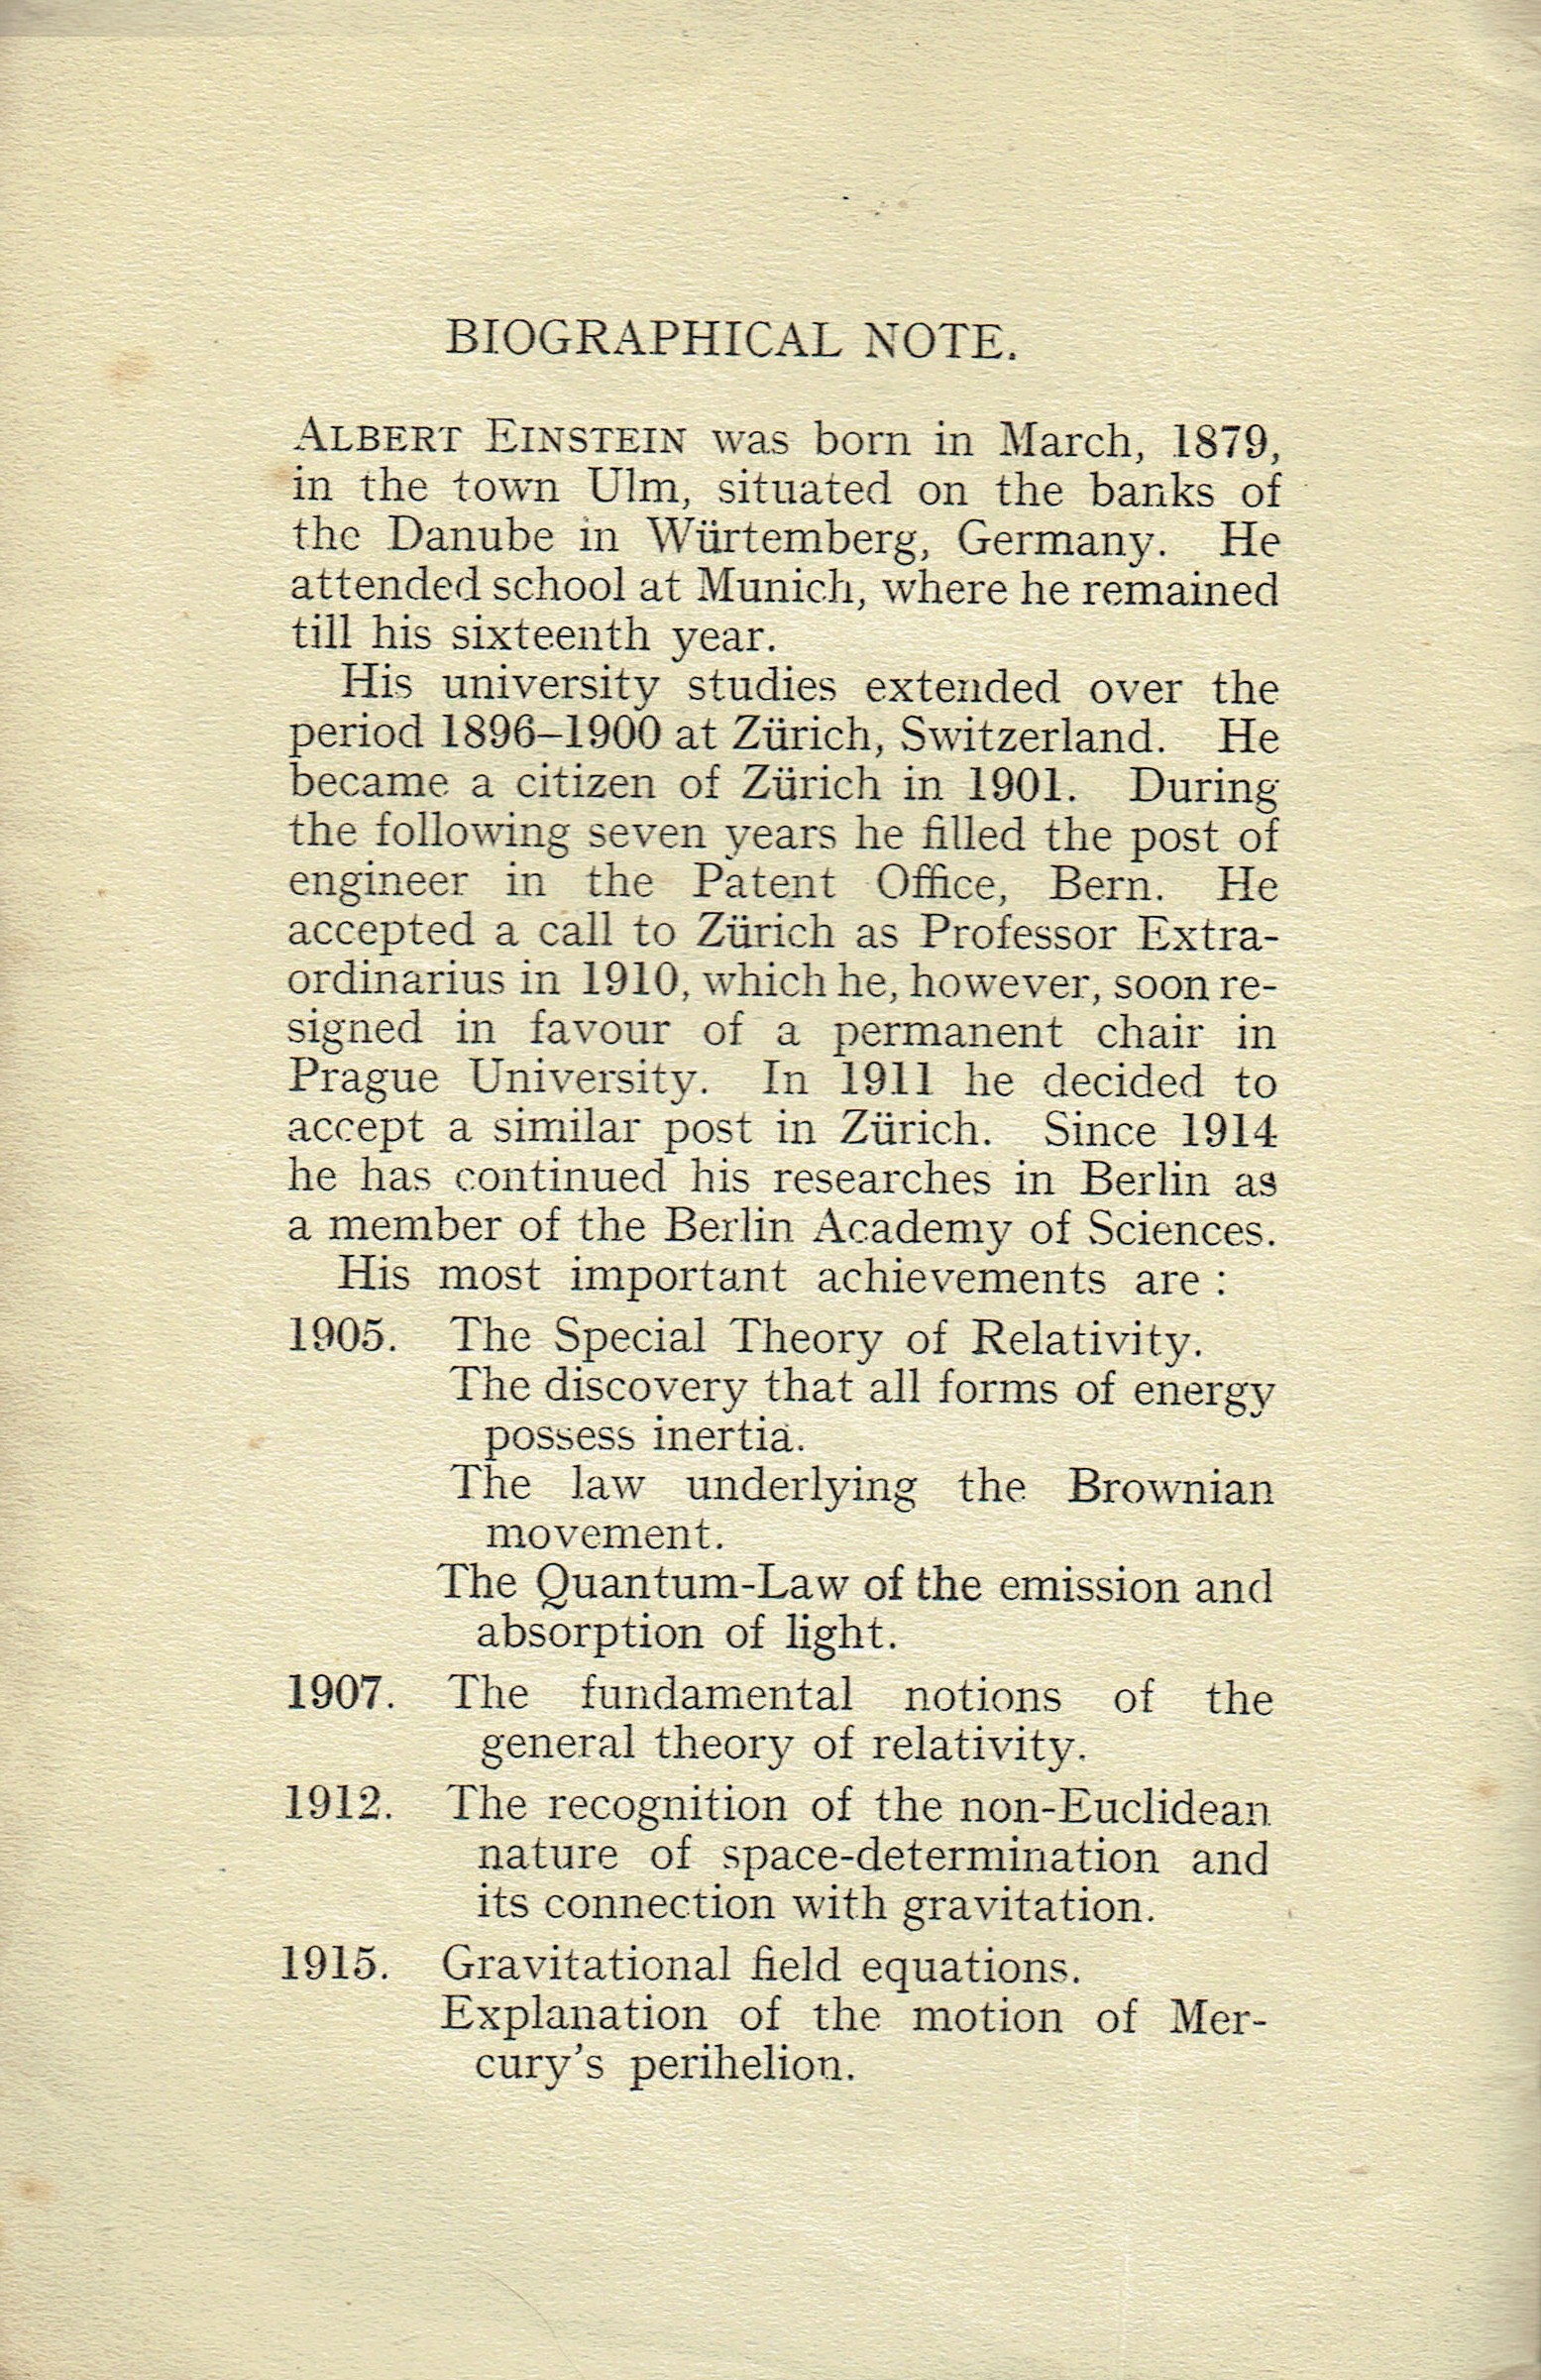 BIOGRAPHICAL NOTE.
ALBERT EINSTEIN was born in March, 1879,
in the town Ulm, situated on the banks of
the Danube in Würtemberg, Germany. He
attended school at Munich, where he remained
till his sixteenth year.
His university studies extended over the
period 1896–1900 at Zürich, Switzerland. He
became a citizen of Zürich in 1901. During
the following seven years he filled the post of
engineer in the Patent Office, Bern. He
accepted a call to Zürich as Professor Extra-
ordinarius in 1910, which he, however, soon re-
signed in favour of a permanent chair in
Prague University. In 1911 he decided to
accept a similar post in Zürich. Since 1914
he has continued his researches in Berlin as
a member of the Berlin Academy of Sciences.
His most important achievements are :
1905. The Special Theory of Relativity.
The discovery that all forms of energy
possess inertia.
The law underlying the Brownian
movement.
The Quantum-Law of the emission and
absorption of light.
1907. The fundamental notions of the
general theory of relativity.
1912. The recognition of the non-Euclidean
nature of space-determination and
its connection with gravitation.
1915. Gravitational field equations.
Explanation of the motion of Mer-
cury's perihelion.